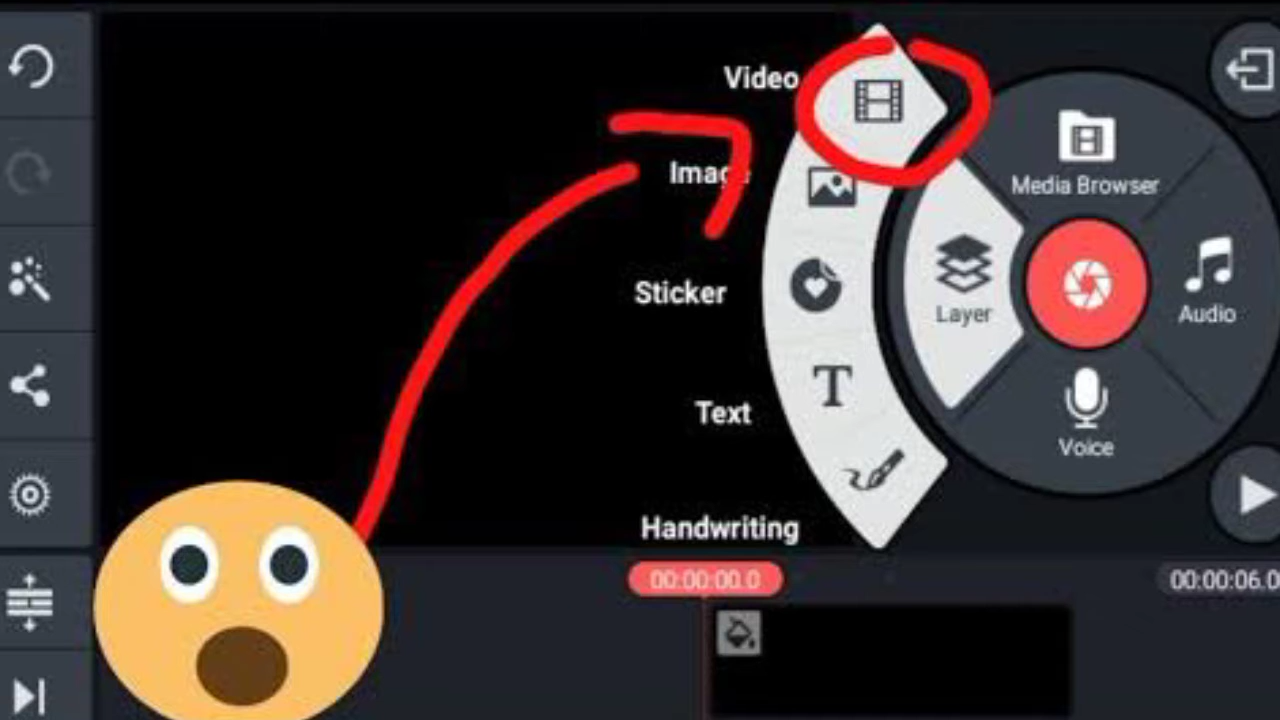 Video
Image
Media Browser
Sticker
Layer
Audio
Text
Voice
Handwriting
00:00:00.0
00:00:06.0